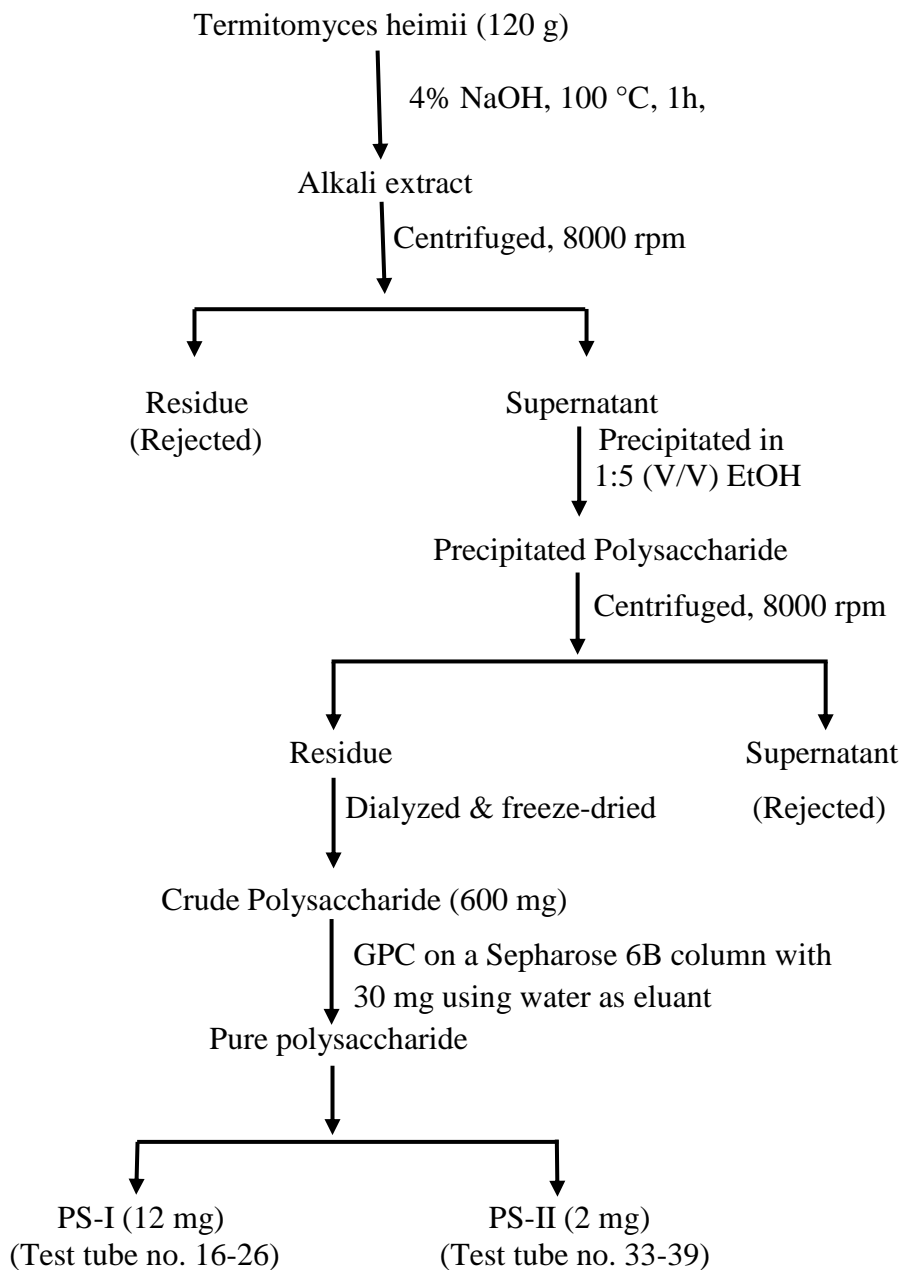 Termitomyces heimii (120 g)
4% NaOH, 100 °C, 1h,
Alkali extract
Centrifuged, 8000 rpm
Residue
(Rejected)
Supernatant
Precipitated in
1:5 (V/V) EtOH
Precipitated Polysaccharide
Centrifuged, 8000 rpm
Residue
Supernatant
(Rejected)
Dialyzed & freeze-dried
Crude Polysaccharide (600 mg)
GPC on a Sepharose 6B column with
30 mg using water as eluant
Pure polysaccharide
PS-I (12 mg)
(Test tube no. 16-26)
PS-II (2 mg)
(Test tube no. 33-39)